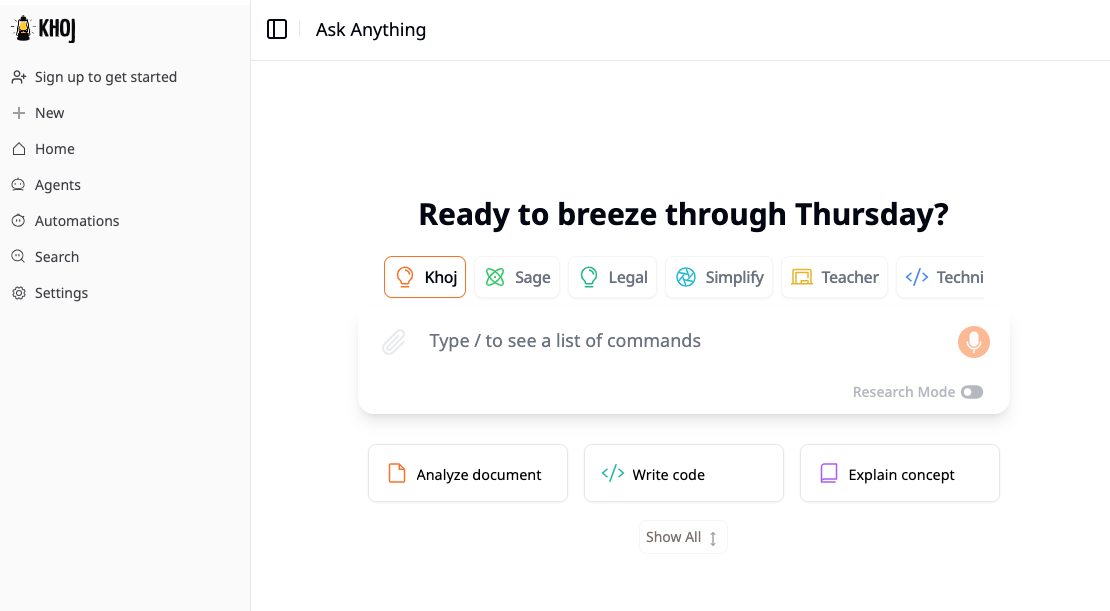 KHOJ
Sign up to get started
New
Home
Agents
Automations
Search
Settings
Ask Anything
Ready to breeze through Thursday?
Khoj Sage Legal Simplify Teacher Techni
Type / to see a list of commands
Research Mode
Analyze document Write code Explain concept
Show All